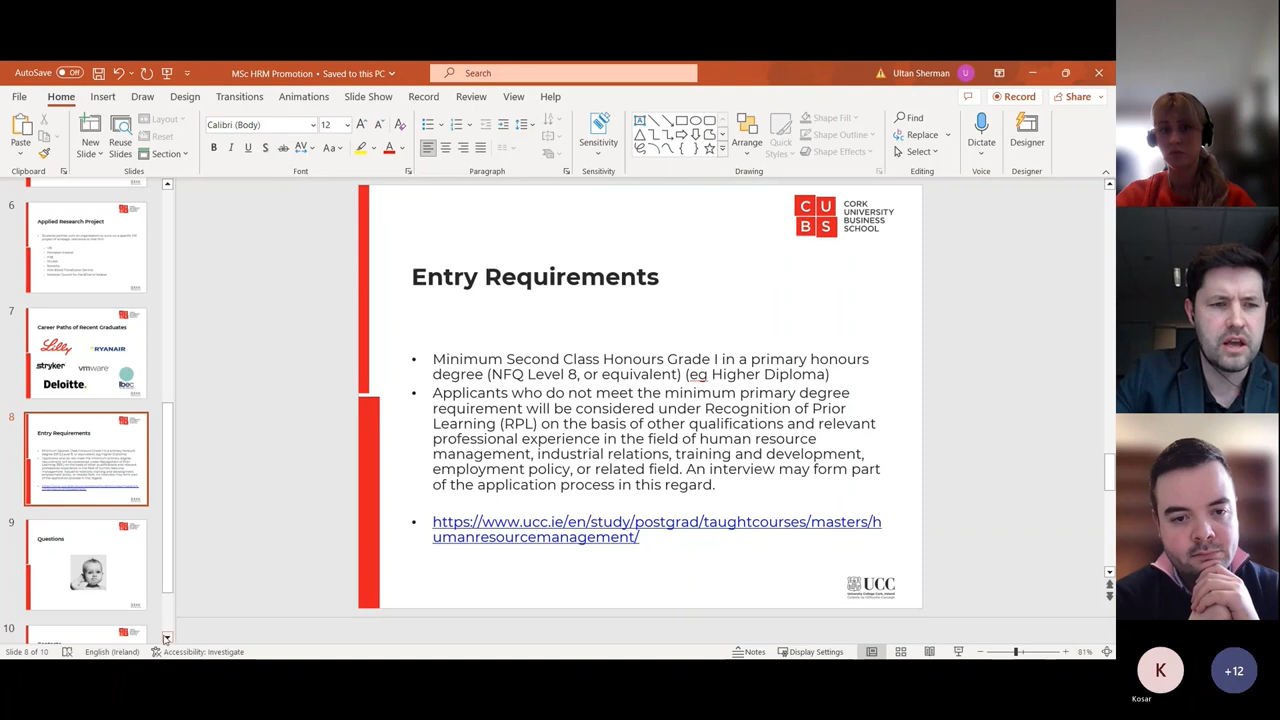 AutoSave Off
MSc HRM Promotion • Saved to this PC
Search
Ultan Sherman
U
File Home Insert Draw Design Transitions Animations Slide Show Record Review View Help
Record Share
Paste
New Slide
Reuse Slides
Layout
Reset
Section
Calibri (Body) 12
Sensitivity
Arrange
Quick Styles
Shape Fill
Shape Outline
Shape Effects
Find
Replace
Select
Dictate
Designer
Clipboard Slides Font Paragraph Sensitivity Drawing Editing Voice Designer
6
Applied Research Project
7
Career Paths of Recent Graduates
Lilly
RYANAIR
stryker
vmware
Deloitte.
Ibec
8
Entry Requirements
9
Questions
10
CUBS
CORK
UNIVERSITY
BUSINESS
SCHOOL
Entry Requirements
• Minimum Second Class Honours Grade I in a primary honours
degree (NFQ Level 8, or equivalent) (eg Higher Diploma)
• Applicants who do not meet the minimum primary degree
requirement will be considered under Recognition of Prior
Learning (RPL) on the basis of other qualifications and relevant
professional experience in the field of human resource
management, industrial relations, training and development,
employment policy, or related field. An interview may form part
of the application process in this regard.
• https://www.ucc.ie/en/study/postgrad/taughtcourses/masters/h
umanresourcemanagement/
UCC
Slide 8 of 10 English (Ireland) Accessibility: Investigate
Notes Display Settings 81%
K
Kosar
+12